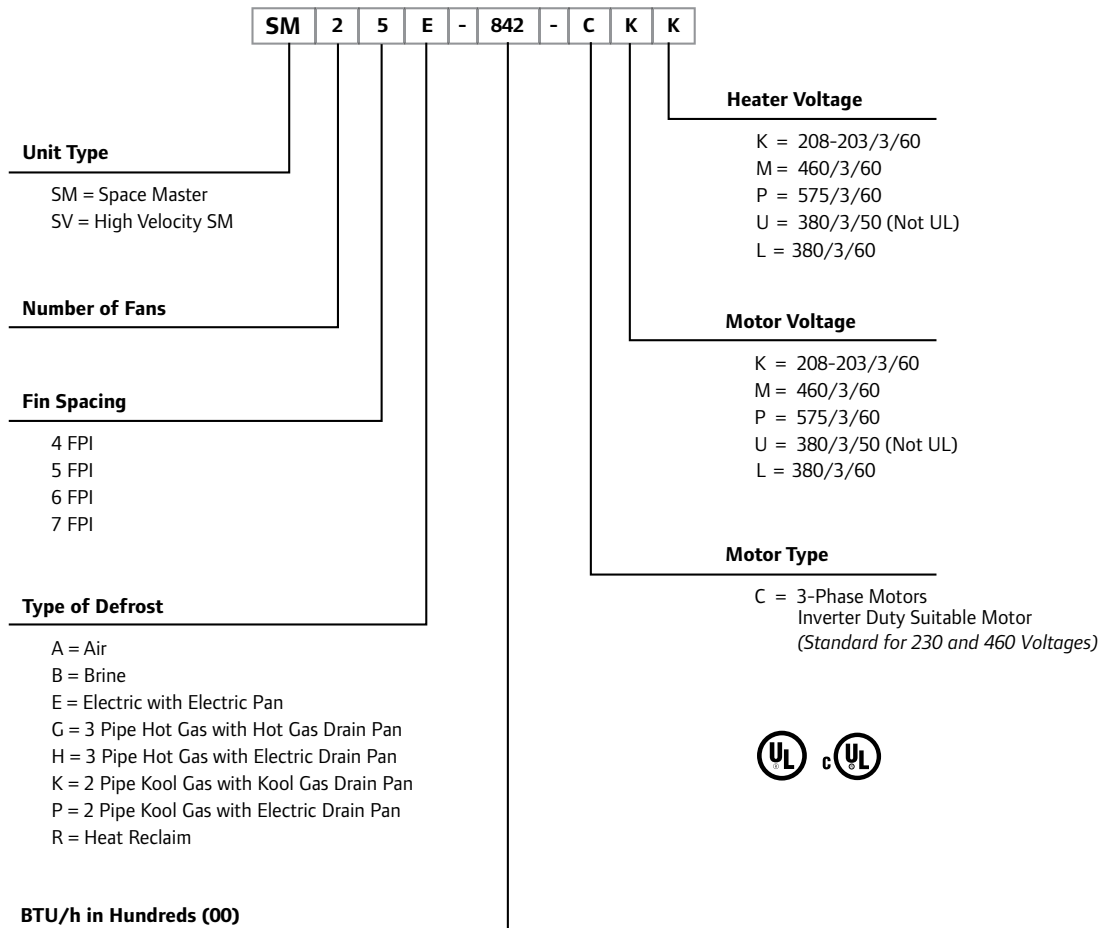 SM 2 5 E - 842 - C K K
Unit Type
SM = Space Master
SV = High Velocity SM
Number of Fans
Fin Spacing
4 FPI
5 FPI
6 FPI
7 FPI
Type of Defrost
A = Air
B = Brine
E = Electric with Electric Pan
G = 3 Pipe Hot Gas with Hot Gas Drain Pan
H = 3 Pipe Hot Gas with Electric Drain Pan
K = 2 Pipe Kool Gas with Kool Gas Drain Pan
P = 2 Pipe Kool Gas with Electric Drain Pan
R = Heat Reclaim
BTU/h in Hundreds (00)
Heater Voltage
K = 208-203/3/60
M = 460/3/60
P = 575/3/60
U = 380/3/50 (Not UL)
L = 380/3/60
Motor Voltage
K = 208-203/3/60
M = 460/3/60
P = 575/3/60
U = 380/3/50 (Not UL)
L = 380/3/60
Motor Type
C = 3-Phase Motors
Inverter Duty Suitable Motor
(Standard for 230 and 460 Voltages)
UL c UL